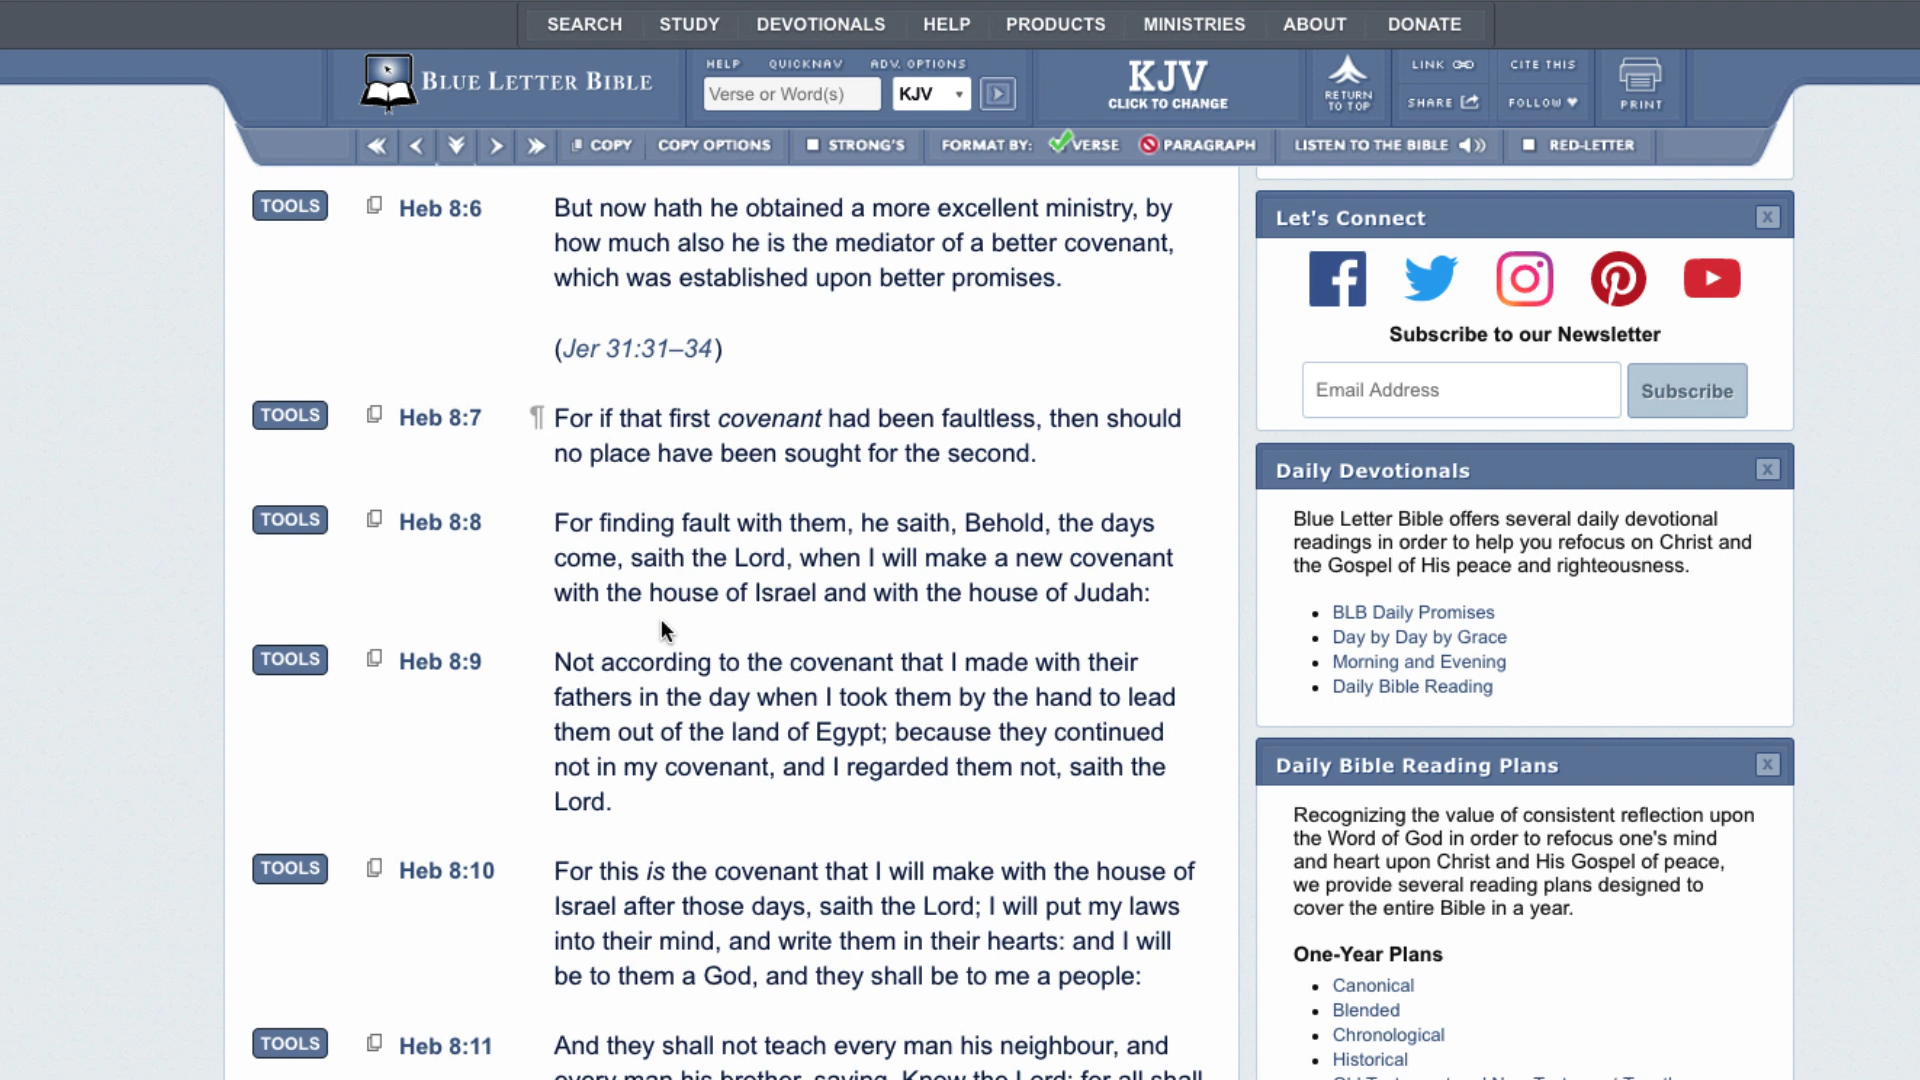 SEARCH STUDY DEVOTIONALS HELP PRODUCTS MINISTRIES ABOUT DONATE
BLUE LETTER BIBLE
HELP QUICKNAV ADV. OPTIONS
Verse or Word(s) KJV
KJV
CLICK TO CHANGE
RETURN
TO TOP
LINK CITE THIS
SHARE FOLLOW
PRINT
COPY COPY OPTIONS STRONG'S FORMAT BY: VERSE PARAGRAPH LISTEN TO THE BIBLE RED-LETTER
TOOLS Heb 8:6 But now hath he obtained a more excellent ministry, by
how much also he is the mediator of a better covenant,
which was established upon better promises.
(Jer 31:31–34)
TOOLS Heb 8:7 ¶ For if that first covenant had been faultless, then should
no place have been sought for the second.
TOOLS Heb 8:8 For finding fault with them, he saith, Behold, the days
come, saith the Lord, when I will make a new covenant
with the house of Israel and with the house of Judah:
TOOLS Heb 8:9 Not according to the covenant that I made with their
fathers in the day when I took them by the hand to lead
them out of the land of Egypt; because they continued
not in my covenant, and I regarded them not, saith the
Lord.
TOOLS Heb 8:10 For this is the covenant that I will make with the house of
Israel after those days, saith the Lord; I will put my laws
into their mind, and write them in their hearts: and I will
be to them a God, and they shall be to me a people:
TOOLS Heb 8:11 And they shall not teach every man his neighbour, and
every man his brother, saying, Know the Lord: for all shall
Let's Connect X
Subscribe to our Newsletter
Email Address Subscribe
Daily Devotionals X
Blue Letter Bible offers several daily devotional
readings in order to help you refocus on Christ and
the Gospel of His peace and righteousness.
• BLB Daily Promises
• Day by Day by Grace
• Morning and Evening
• Daily Bible Reading
Daily Bible Reading Plans X
Recognizing the value of consistent reflection upon
the Word of God in order to refocus one's mind
and heart upon Christ and His Gospel of peace,
we provide several reading plans designed to
cover the entire Bible in a year.
One-Year Plans
• Canonical
• Blended
• Chronological
• Historical